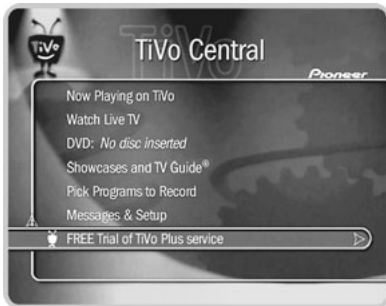 TiVo
TiVo Central
Pioneer
Now Playing on TiVo
Watch Live TV
DVD: No disc inserted
Showcases and TV Guide®
Pick Programs to Record
Messages & Setup
FREE Trial of TiVo Plus service